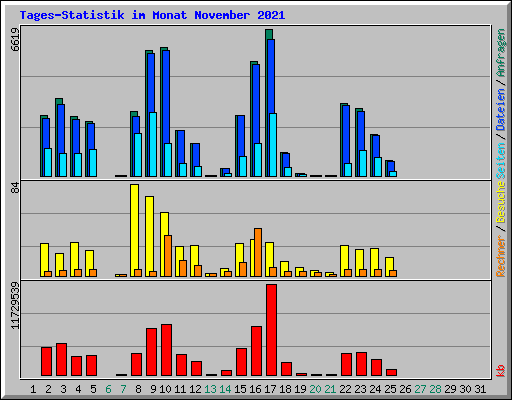 Tages-Statistik im Monat November 2021
6619
84
11729539
Rechner / Besuche Seiten / Dateien / Anfragen
kb
1 2 3 4 5 6 7 8 9 10 11 12 13 14 15 16 17 18 19 20 21 22 23 24 25 26 27 28 29 30 31